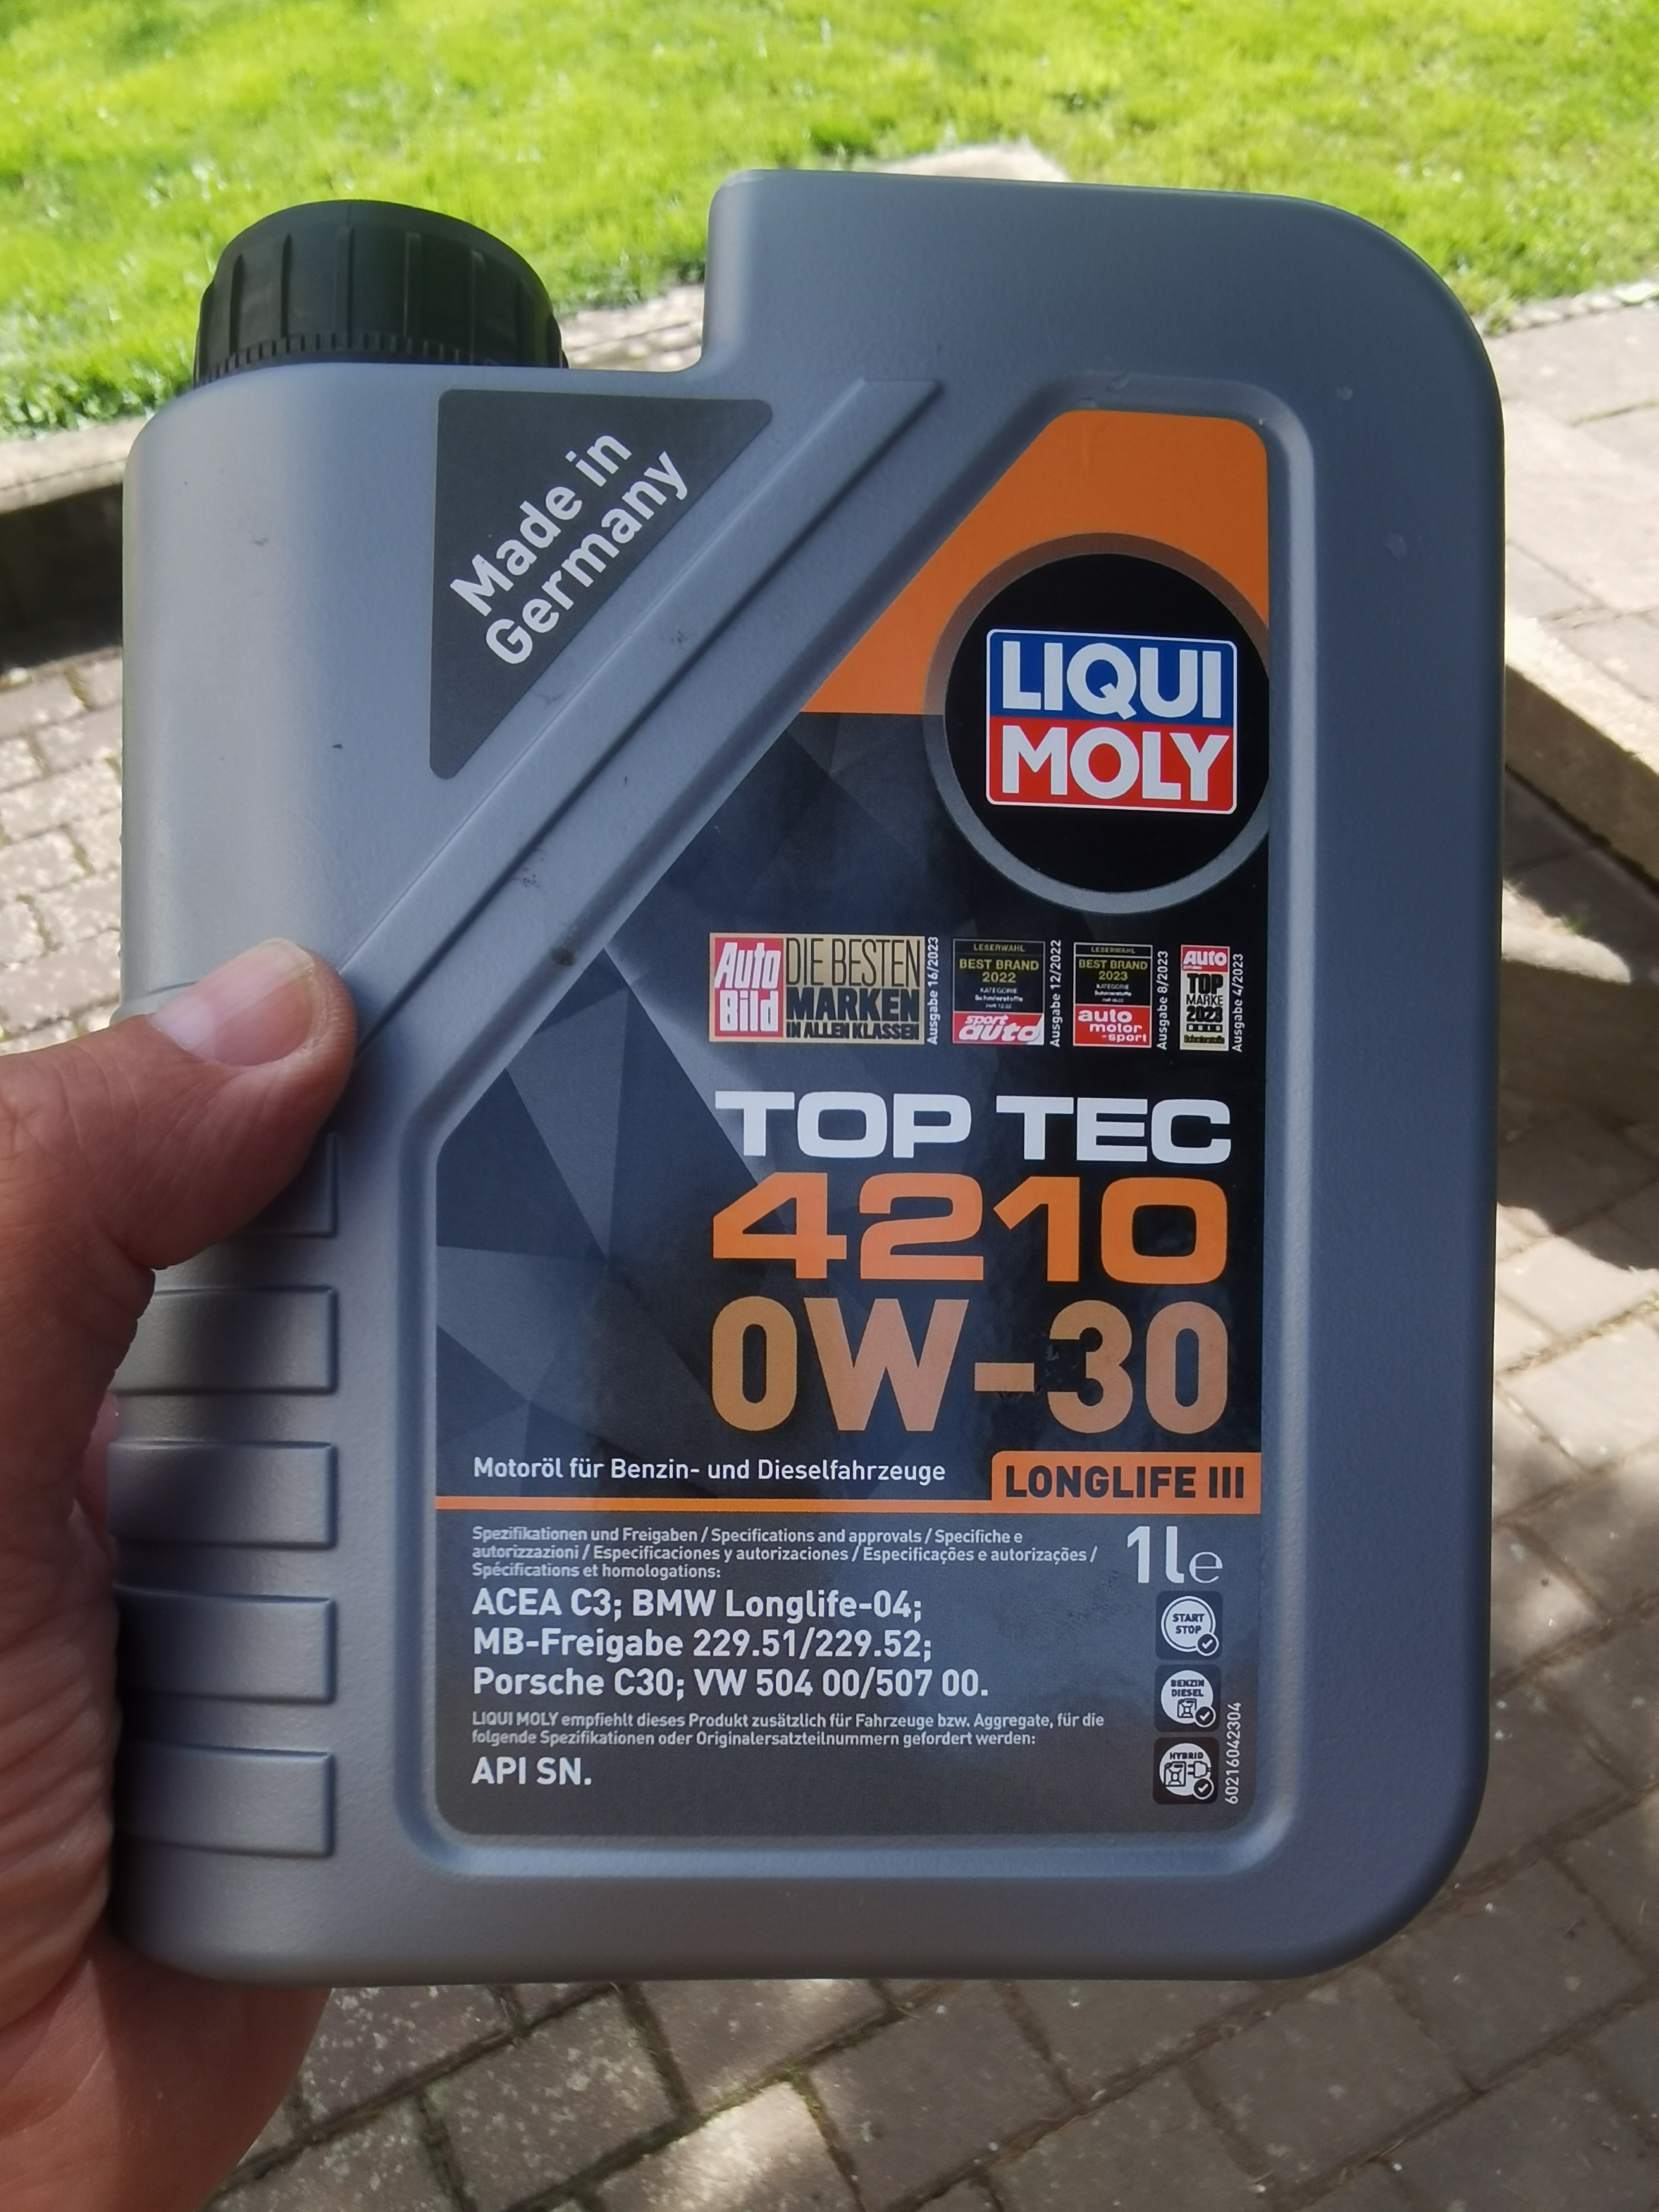 Made in
Germany
LIQUI
MOLY
Auto
Bild
DIE BESTEN
MARKEN
IN ALLEN KLASSEN
Ausgabe 16/2023
LESERWAHL
BEST BRAND
2022
KATEGORIE
Schmierstoffe
sport
auto
Ausgabe 12/2022
LESERWAHL
BEST BRAND
2023
KATEGORIE
Schmierstoffe
auto
motor
-sport
Ausgabe 8/2023
Auto
TOP
MARKE
2023
Ausgabe 4/2023
TOP TEC
4210
0W-30
Motoröl für Benzin- und Dieselfahrzeuge
LONGLIFE III
Spezifikationen und Freigaben / Specifications and approvals / Specifiche e
autorizzazioni / Especificaciones y autorizaciones / Especificações e autorizações /
Spécifications et homologations:
1l e
ACEA C3; BMW Longlife-04;
MB-Freigabe 229.51/229.52;
Porsche C30; VW 504 00/507 00.
LIQUI MOLY empfiehlt dieses Produkt zusätzlich für Fahrzeuge bzw. Aggregate, für die
folgende Spezifikationen oder Originalersatzteilnummern gefordert werden:
API SN.
START
STOP
BENZIN
DIESEL
HYBRID
60216042304